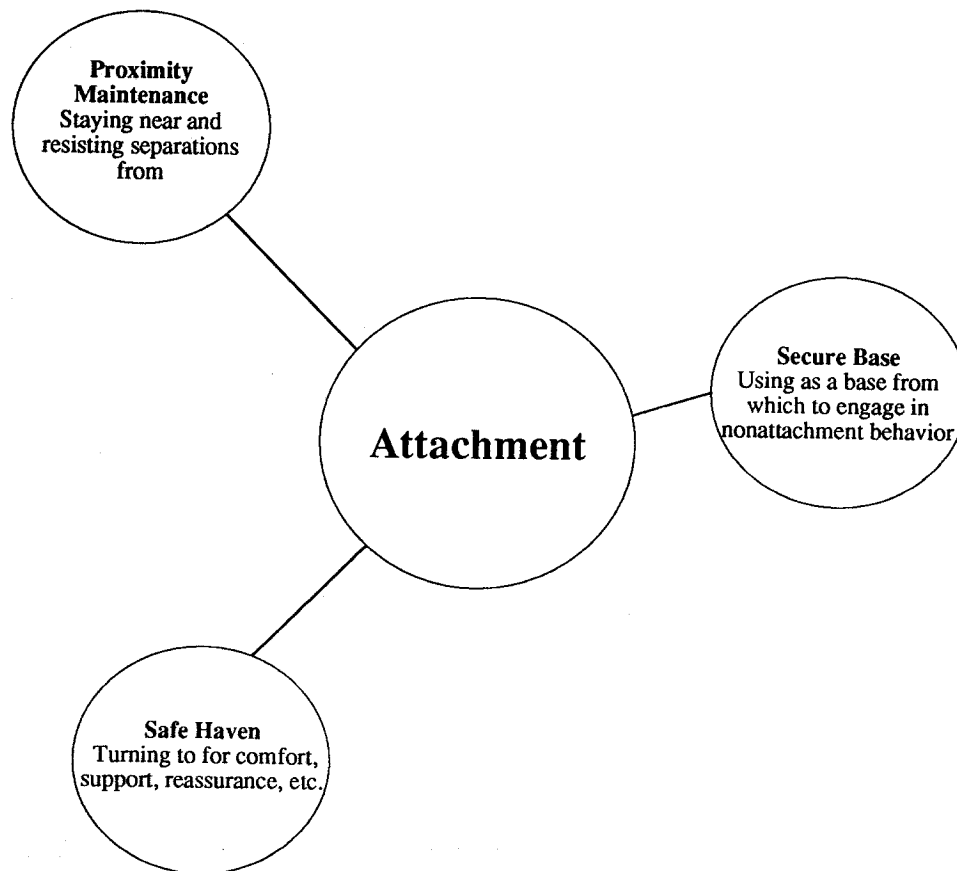 Proximity
Maintenance
Staying near and
resisting separations
from
Secure Base
Using as a base from
which to engage in
nonattachment behavior
Attachment
Safe Haven
Turning to for comfort,
support, reassurance, etc.